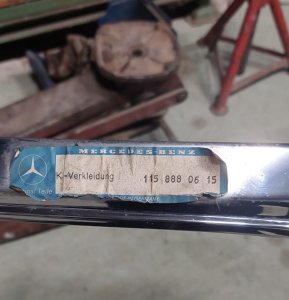 MERCEDES-BENZ
K-Verkleidung 115 888 06 15